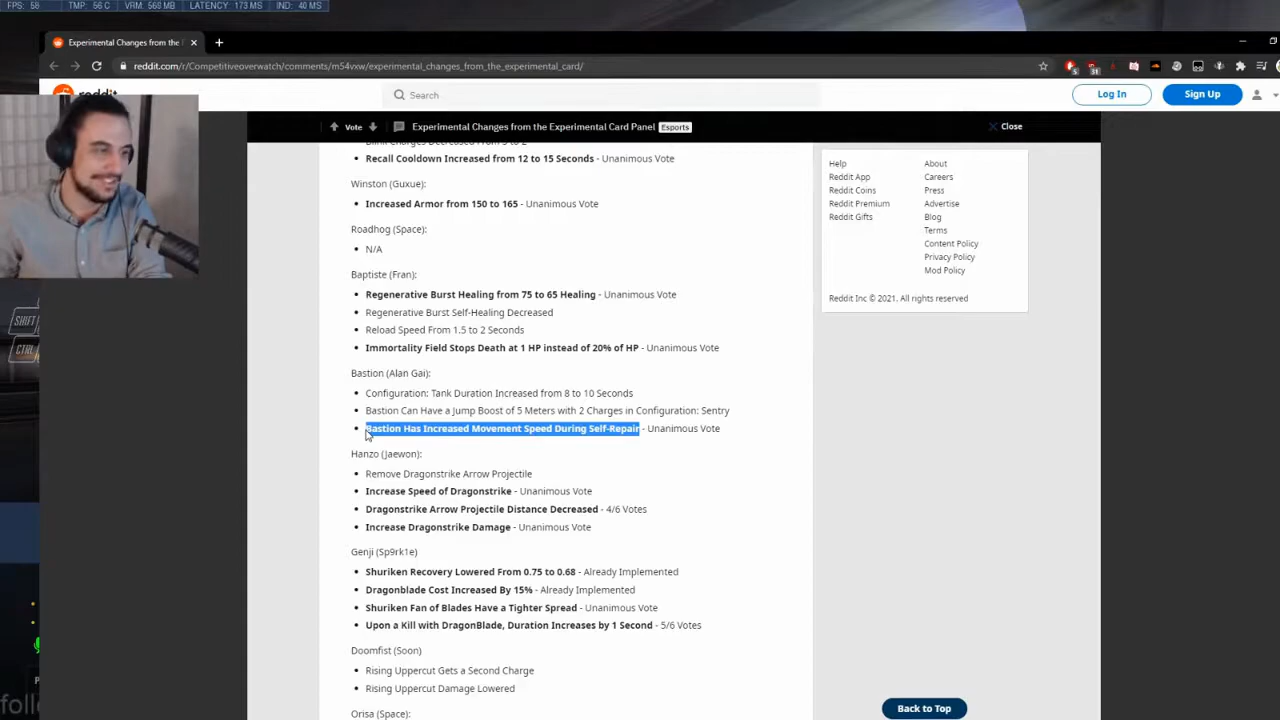 FPS: 58 TMP: 56 C VRM: 568 MB LATENCY 173 MS IND: 40 MS
Experimental Changes from the
reddit.com/r/Competitiveoverwatch/comments/m54vxw/experimental_changes_from_the_experimental_card/
Search
Log In
Sign Up
Vote
Experimental Changes from the Experimental Card Panel Esports
Close
Recall Cooldown Increased from 12 to 15 Seconds - Unanimous Vote
Winston (Guxue):
Increased Armor from 150 to 165 - Unanimous Vote
Roadhog (Space):
N/A
Baptiste (Fran):
Regenerative Burst Healing from 75 to 65 Healing - Unanimous Vote
Regenerative Burst Self-Healing Decreased
Reload Speed From 1.5 to 2 Seconds
Immortality Field Stops Death at 1 HP instead of 20% of HP - Unanimous Vote
Bastion (Alan Gai):
Configuration: Tank Duration Increased from 8 to 10 Seconds
Bastion Can Have a Jump Boost of 5 Meters with 2 Charges in Configuration: Sentry
Bastion Has Increased Movement Speed During Self-Repair - Unanimous Vote
Hanzo (Jaewon):
Remove Dragonstrike Arrow Projectile
Increase Speed of Dragonstrike - Unanimous Vote
Dragonstrike Arrow Projectile Distance Decreased - 4/6 Votes
Increase Dragonstrike Damage - Unanimous Vote
Genji (Sp9rk1e)
Shuriken Recovery Lowered From 0.75 to 0.68 - Already Implemented
Dragonblade Cost Increased By 15% - Already Implemented
Shuriken Fan of Blades Have a Tighter Spread - Unanimous Vote
Upon a Kill with DragonBlade, Duration Increases by 1 Second - 5/6 Votes
Doomfist (Soon)
Rising Uppercut Gets a Second Charge
Rising Uppercut Damage Lowered
Orisa (Space):
Help
About
Reddit App
Careers
Reddit Coins
Press
Reddit Premium
Advertise
Reddit Gifts
Blog
Terms
Content Policy
Privacy Policy
Mod Policy
Reddit Inc © 2021. All rights reserved
Back to Top
SHIFT
CTRL